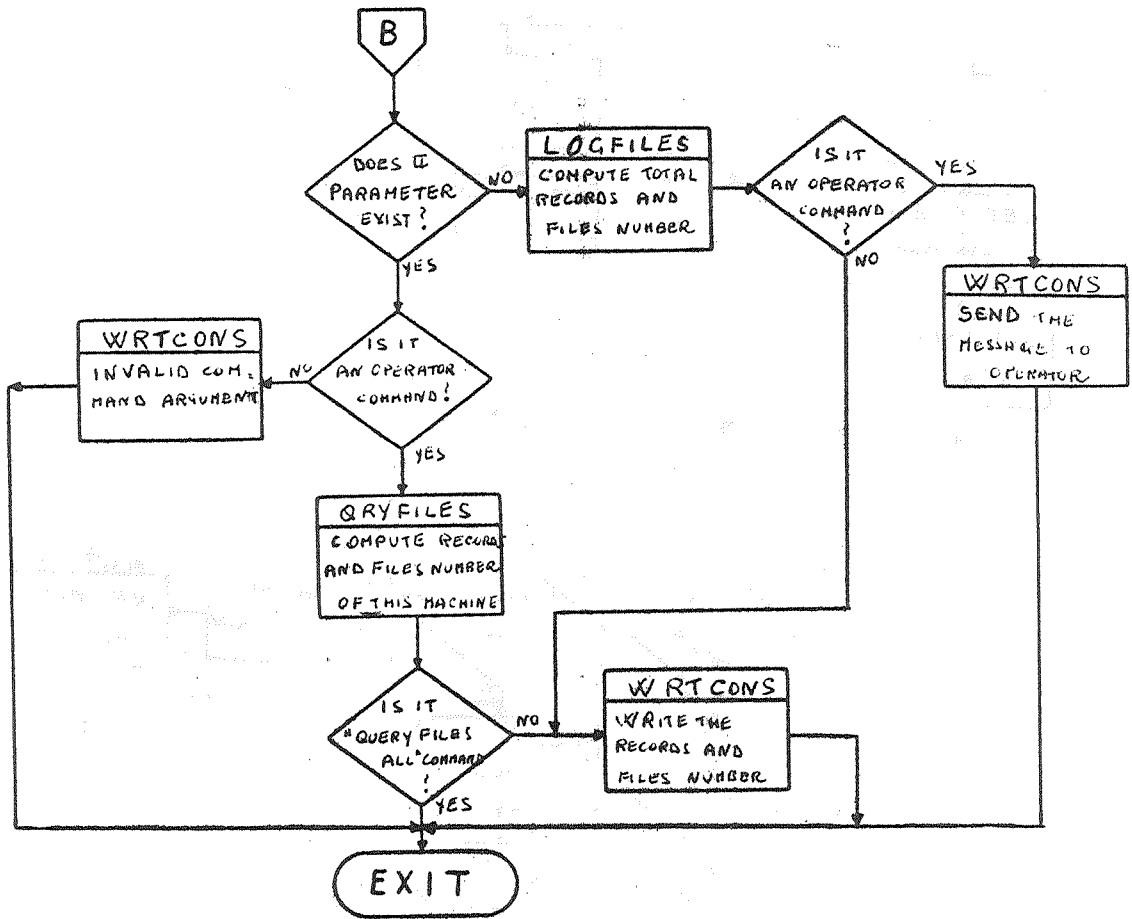 B
DOES II
PARAMETER
EXIST?
NO
YES
LOGFILES
COMPUTE TOTAL
RECORDS AND
FILES NUMBER
IS IT
AN OPERATOR
COMMAND
?
YES
NO
WRTCONS
SEND THE
MESSAGE TO
OPERATOR
WRTCONS
INVALID COM-
MAND ARGUMENT
NO
IS IT
AN OPERATOR
COMMAND?
YES
QRYFILES
COMPUTE RECORDS
AND FILES NUMBER
OF THIS MACHINE
IS IT
"QUERY FILES
ALL" COMMAND
?
NO
YES
WRTCONS
WRITE THE
RECORDS AND
FILES NUMBER
EXIT